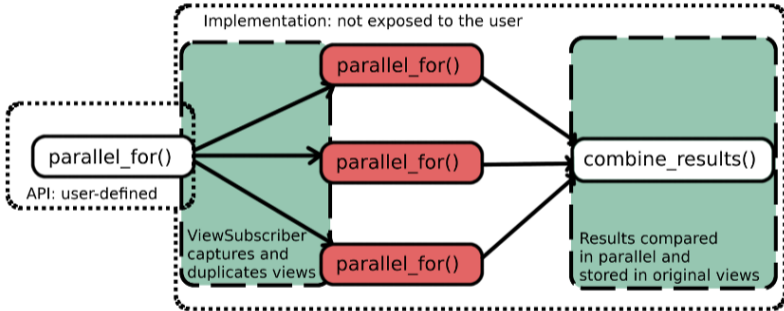 Implementation: not exposed to the user
parallel_for()
parallel_for()
parallel_for()
combine_results()
API: user-defined
ViewSubscriber
captures and
duplicates views
parallel_for()
Results compared
in parallel and
stored in original views